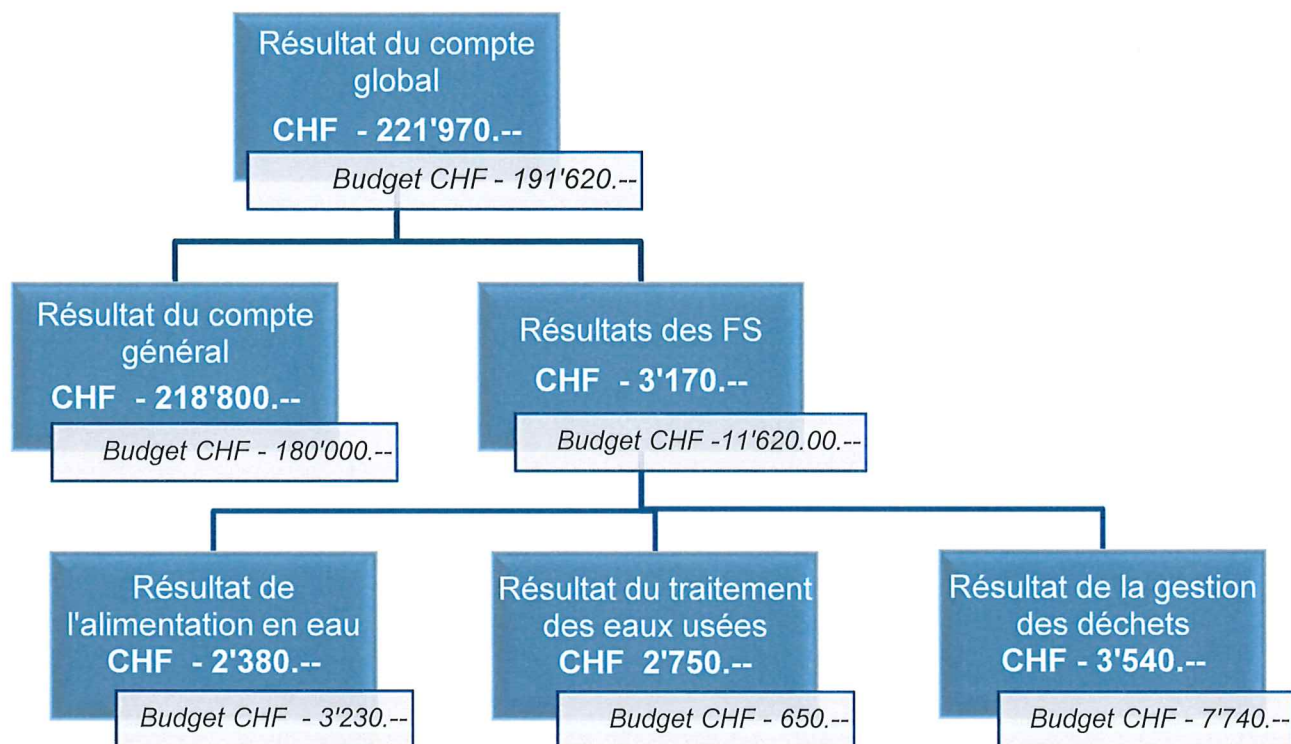 Résultat du compte
global
CHF - 221'970.--
Budget CHF - 191'620.--
Résultat du compte
général
CHF - 218'800.--
Budget CHF - 180'000.--
Résultats des FS
CHF - 3'170.--
Budget CHF -11'620.00.--
Résultat de
l'alimentation en eau
CHF - 2'380.--
Budget CHF - 3'230.--
Résultat du traitement
des eaux usées
CHF 2'750.--
Budget CHF - 650.--
Résultat de la gestion
des déchets
CHF - 3'540.--
Budget CHF - 7'740.--